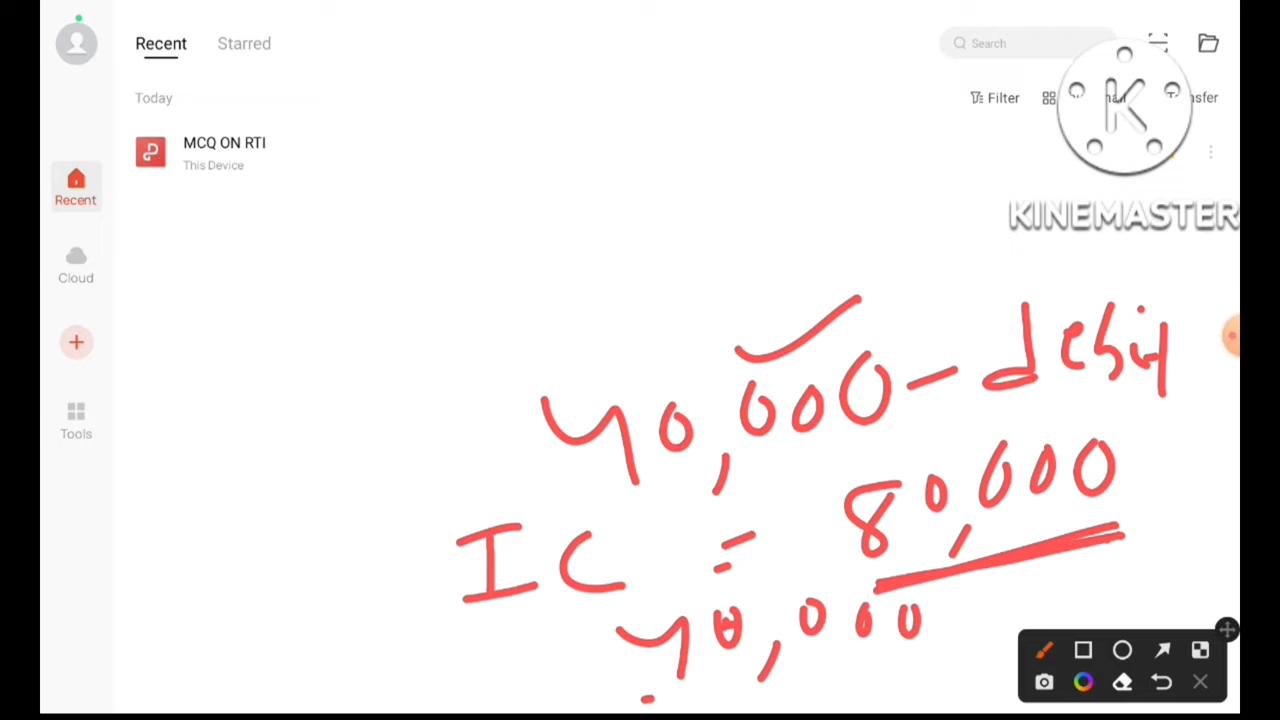 Recent Starred Search
Today Filter
MCQ ON RTI
This Device
Recent
Cloud
Tools
KINEMASTER
40,000 - debit
IC = 80,000
40,000